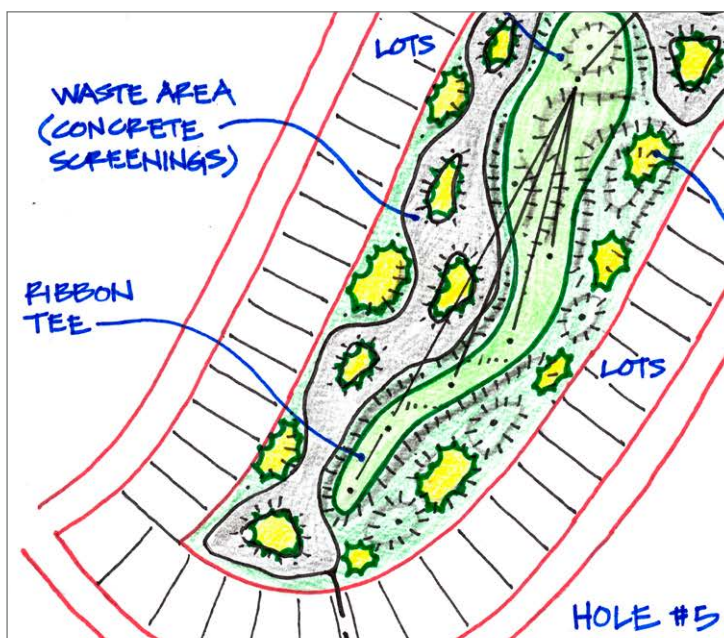 LOTS
WASTE AREA
(CONCRETE
SCREENINGS)
RIBBON
TEE
LOTS
HOLE #5